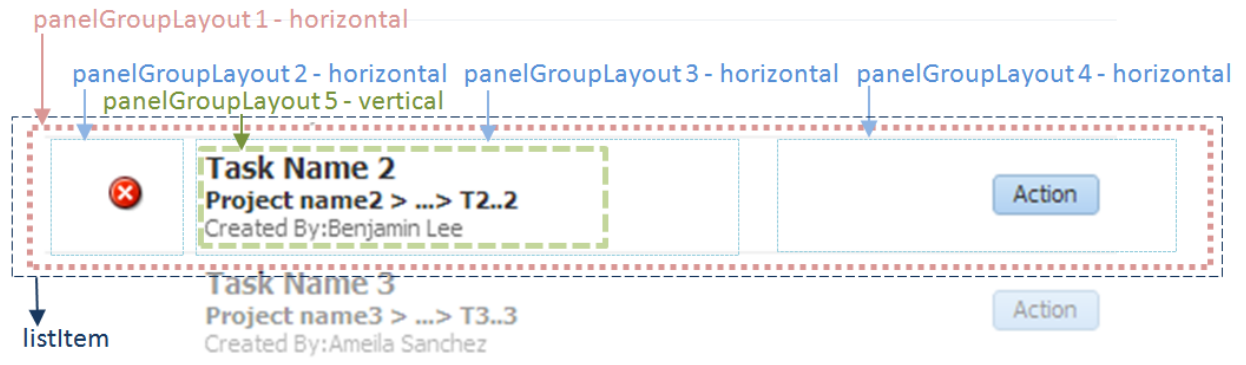 panelGroupLayout 1 - horizontal
panelGroupLayout 2 - horizontal panelGroupLayout 3 - horizontal panelGroupLayout 4 - horizontal
panelGroupLayout 5 - vertical
Task Name 2
Project name2 > ...> T2..2
Action
Created By:Benjamin Lee
Task Name 3
Project name3 > ...> T3..3
Action
listItem
Created By:Ameila Sanchez